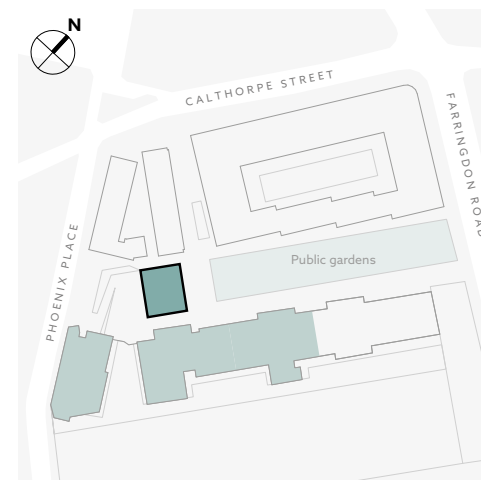 N
CALTHORPE STREET
FARRINGDON ROAD
PHOENIX PLACE
Public gardens